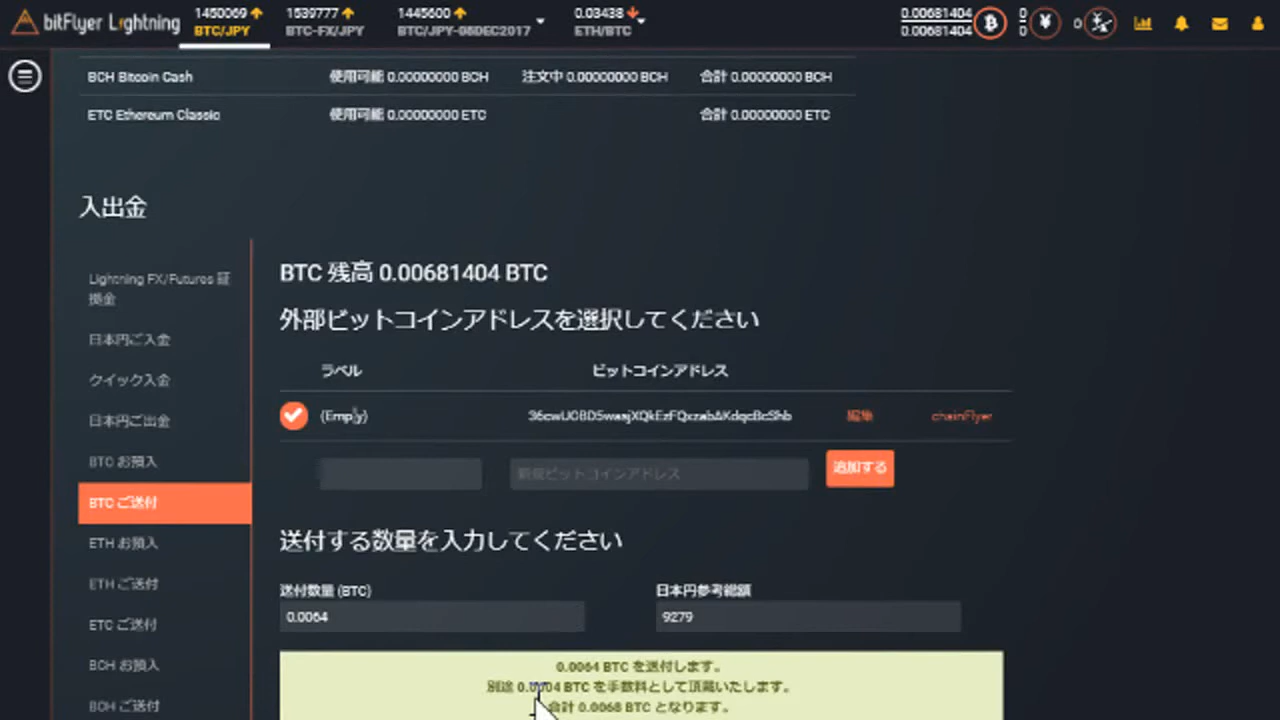 bitFlyer Lightning
1450069 1539777 1445600 0.03438
BTC/JPY BTC-FX/JPY BTC/JPY-08DEC2017 ETH/BTC
0.00681404 0 ¥ 0
0.00681404 0
BCH Bitcoin Cash 使用可能 0.00000000 BCH 注文中 0.00000000 BCH 合計 0.00000000 BCH
ETC Ethereum Classic 使用可能 0.00000000 ETC 合計 0.00000000 ETC
入出金
Lightning FX/Futures 証
拠金
日本円ご入金
クイック入金
日本円ご出金
BTC お預入
BTC ご送付
ETH お預入
ETH ご送付
ETC ご送付
BCH お預入
BCH ご送付
BTC 残高 0.00681404 BTC
外部ビットコインアドレスを選択してください
ラベル ビットコインアドレス
(Empty) 編集 chainFlyer
新規ビットコインアドレス 追加する
送付する数量を入力してください
送付数量 (BTC) 日本円参考総額
0.0064 9279
0.0064 BTC を送付します。
別途 0.0004 BTC を手数料として頂戴いたします。
合計 0.0068 BTC となります。